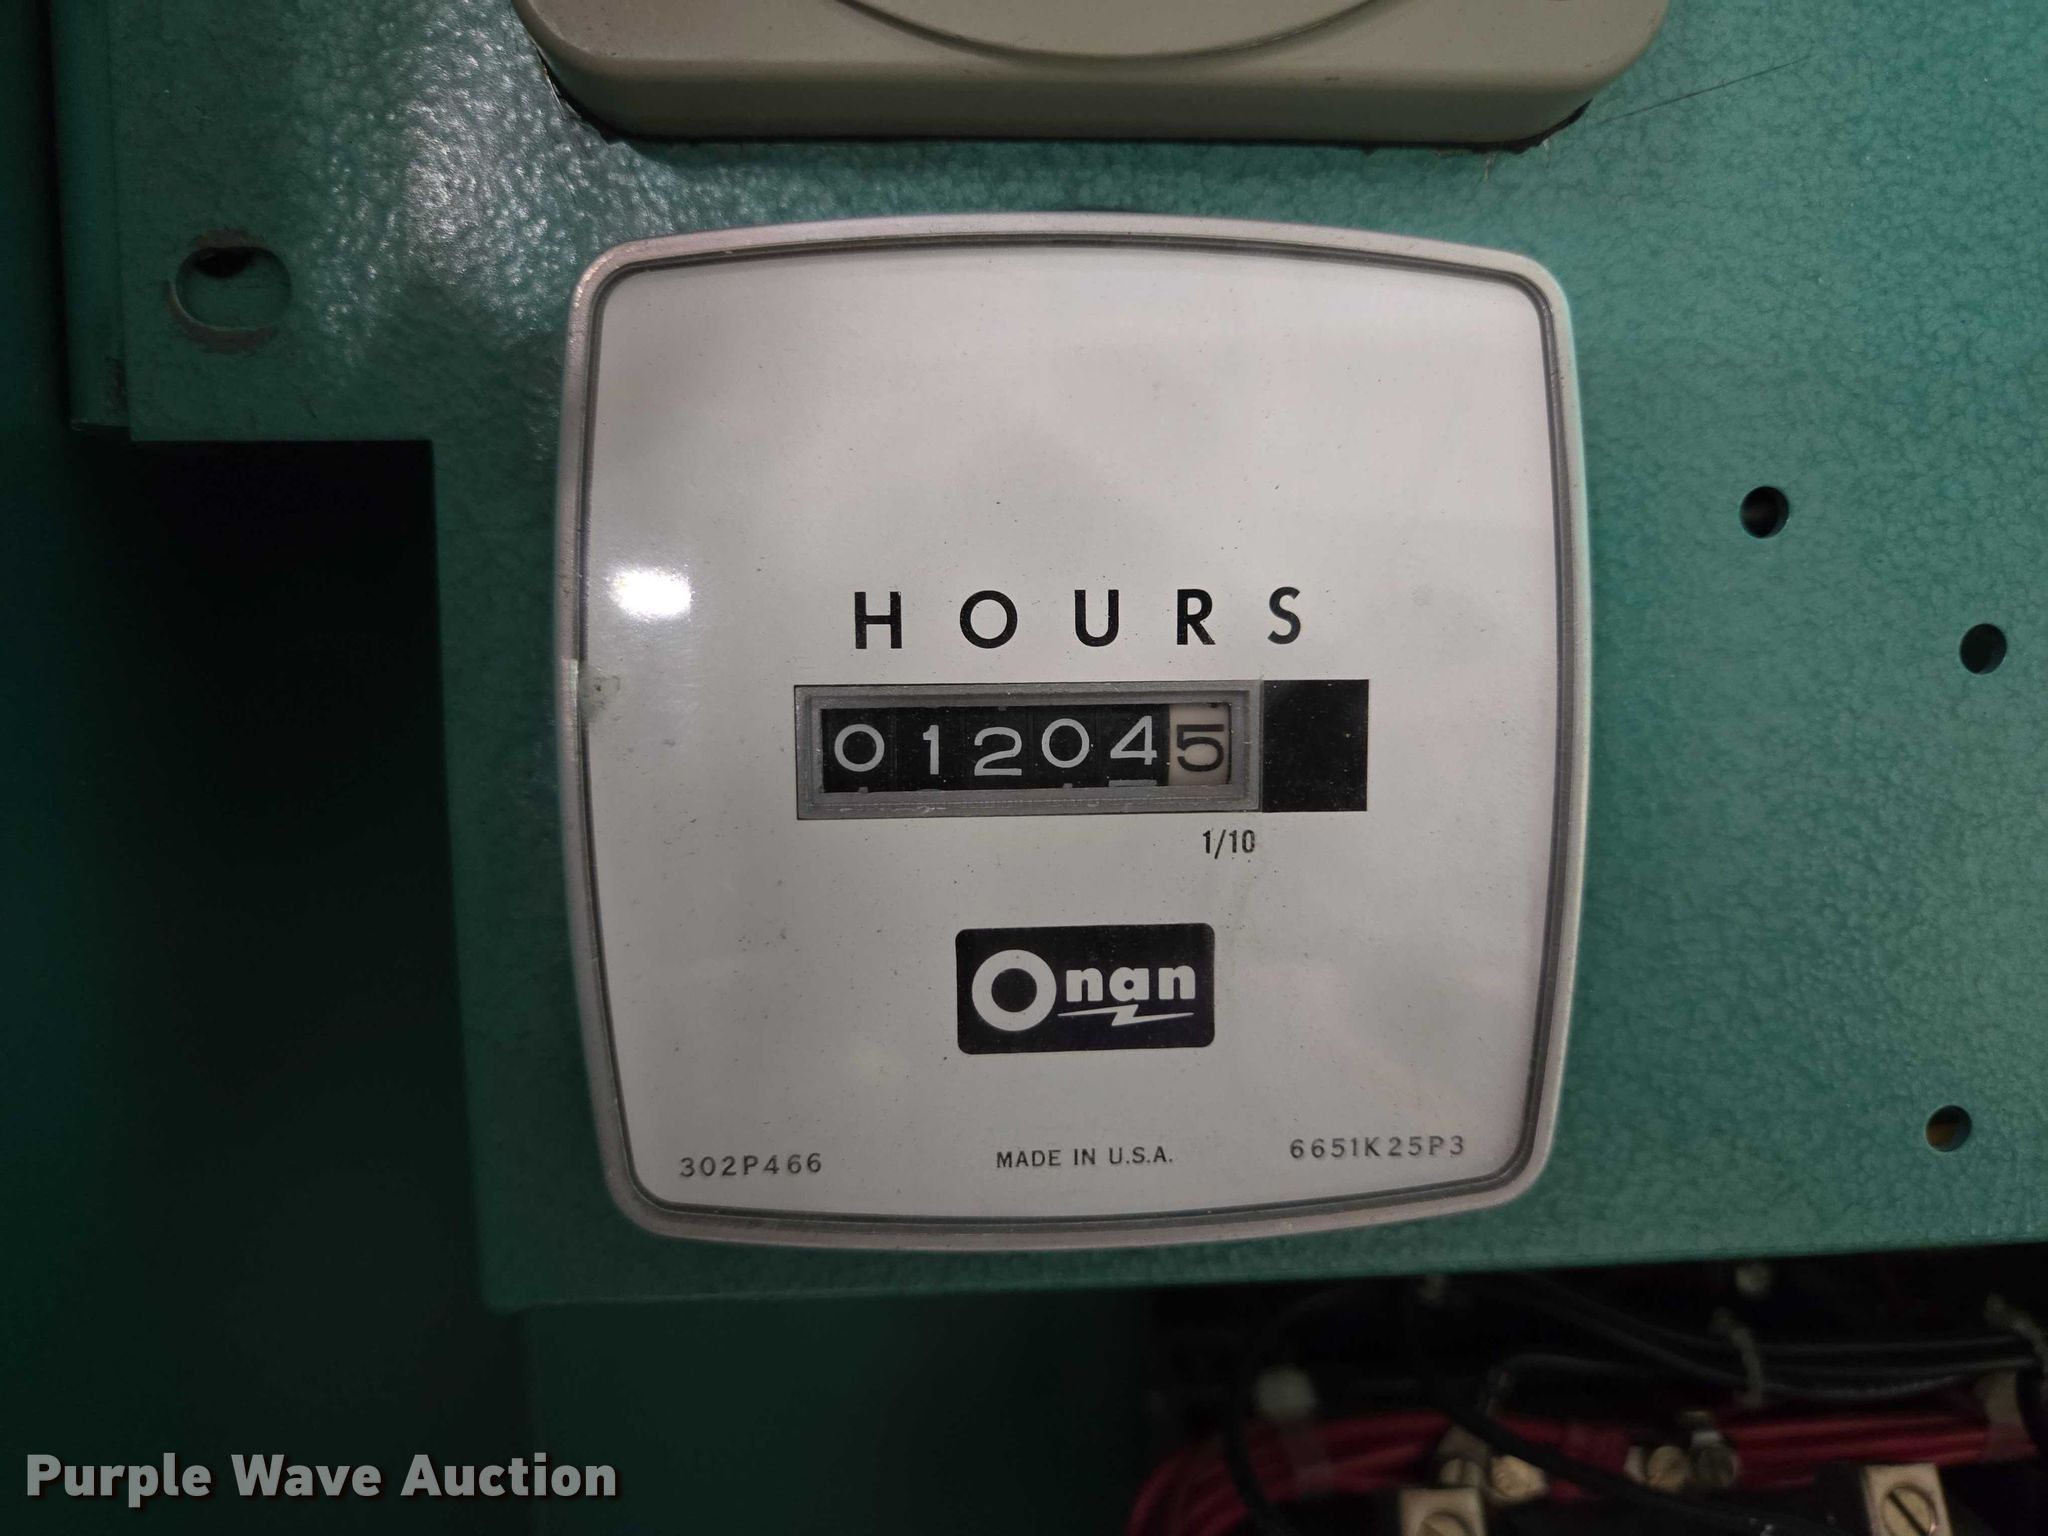 HOURS
012045
1/10
Onan
302P466 MADE IN U.S.A. 6651K25P3
Purple Wave Auction